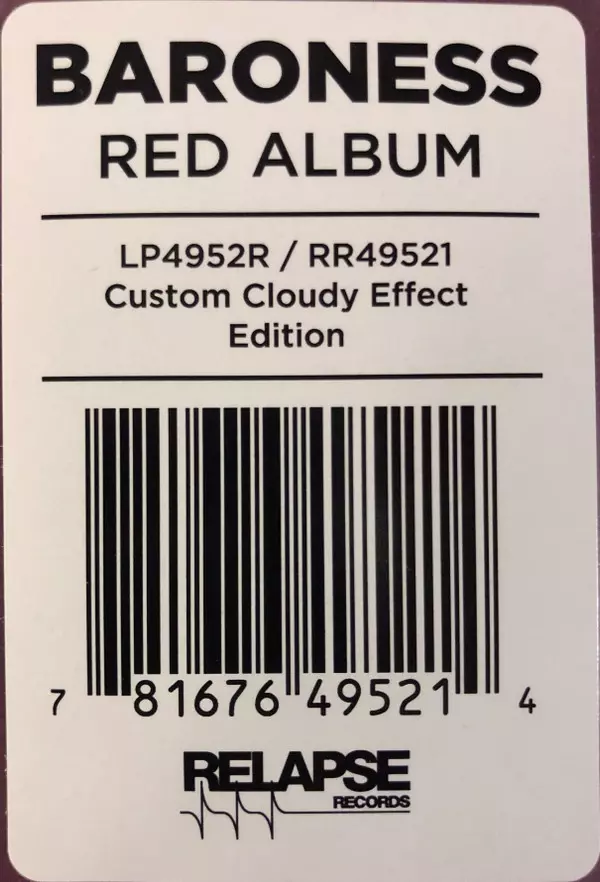 BARONESS
RED ALBUM
LP4952R / RR49521
Custom Cloudy Effect
Edition
7 81676 49521 4
RELAPSE
RECORDS